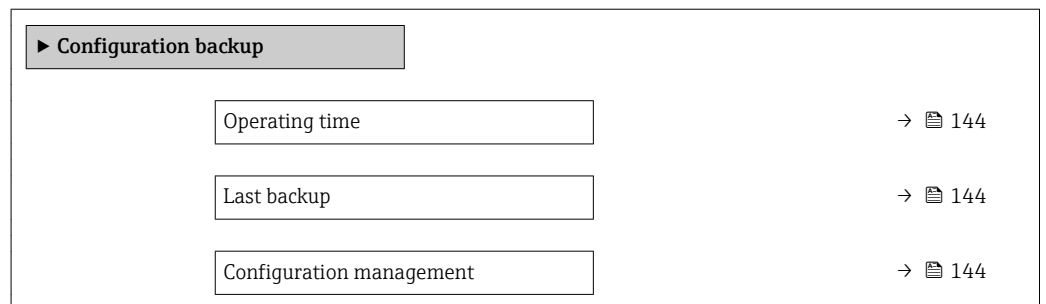 ▶ Configuration backup
Operating time → 144
Last backup → 144
Configuration management → 144